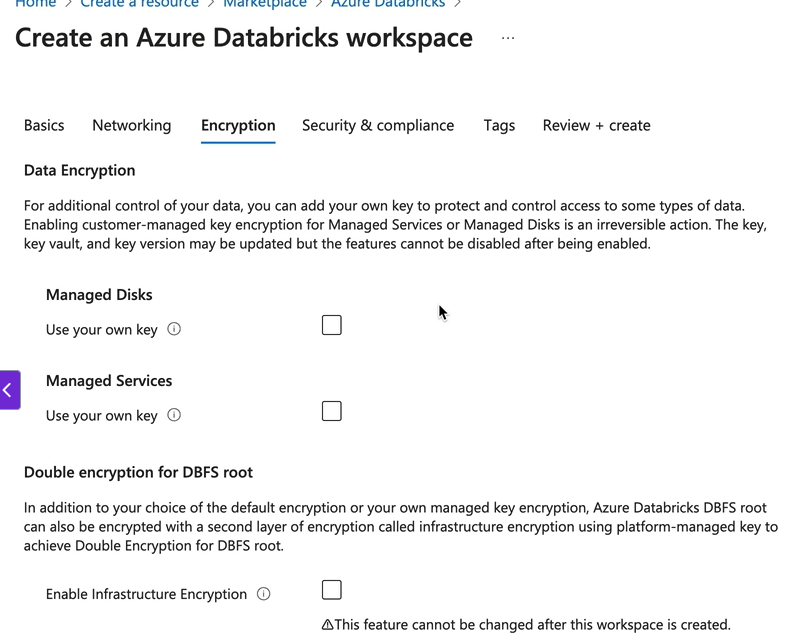 Home > Create a resource > Marketplace > Azure Databricks >
Create an Azure Databricks workspace ...
Basics Networking Encryption Security & compliance Tags Review + create
Data Encryption
For additional control of your data, you can add your own key to protect and control access to some types of data.
Enabling customer-managed key encryption for Managed Services or Managed Disks is an irreversible action. The key,
key vault, and key version may be updated but the features cannot be disabled after being enabled.
Managed Disks
Use your own key
Managed Services
Use your own key
Double encryption for DBFS root
In addition to your choice of the default encryption or your own managed key encryption, Azure Databricks DBFS root
can also be encrypted with a second layer of encryption called infrastructure encryption using platform-managed key to
achieve Double Encryption for DBFS root.
Enable Infrastructure Encryption
⚠This feature cannot be changed after this workspace is created.